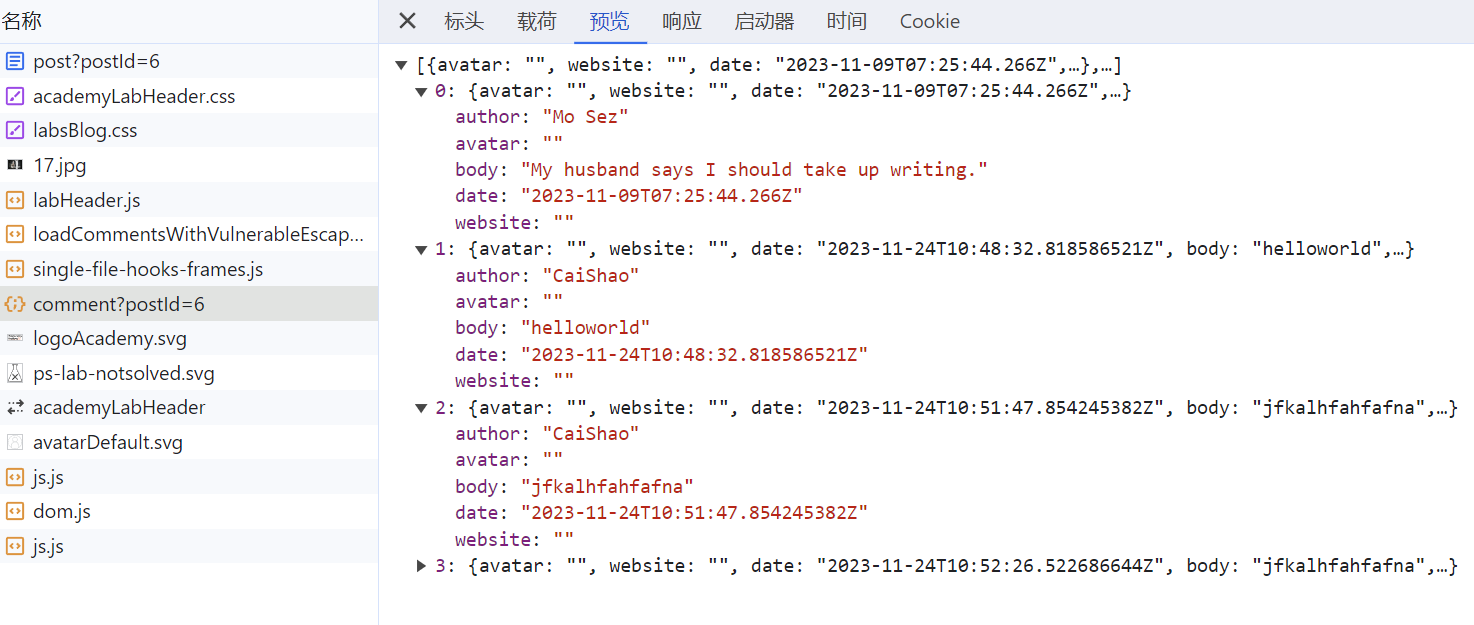 名称
post?postId=6
academyLabHeader.css
labsBlog.css
17.jpg
labHeader.js
loadCommentsWithVulnerableEscap...
single-file-hooks-frames.js
comment?postId=6
logoAcademy.svg
ps-lab-notsolved.svg
academyLabHeader
avatarDefault.svg
js.js
dom.js
js.js
标头 载荷 预览 响应 启动器 时间 Cookie
[{avatar: "", website: "", date: "2023-11-09T07:25:44.266Z",…},…]
0: {avatar: "", website: "", date: "2023-11-09T07:25:44.266Z",…}
author: "Mo Sez"
avatar: ""
body: "My husband says I should take up writing."
date: "2023-11-09T07:25:44.266Z"
website: ""
1: {avatar: "", website: "", date: "2023-11-24T10:48:32.818586521Z", body: "helloworld",…}
author: "CaiShao"
avatar: ""
body: "helloworld"
date: "2023-11-24T10:48:32.818586521Z"
website: ""
2: {avatar: "", website: "", date: "2023-11-24T10:51:47.854245382Z", body: "jfkalhfahfafna",…}
author: "CaiShao"
avatar: ""
body: "jfkalhfahfafna"
date: "2023-11-24T10:51:47.854245382Z"
website: ""
3: {avatar: "", website: "", date: "2023-11-24T10:52:26.522686644Z", body: "jfkalhfahfafna",…}